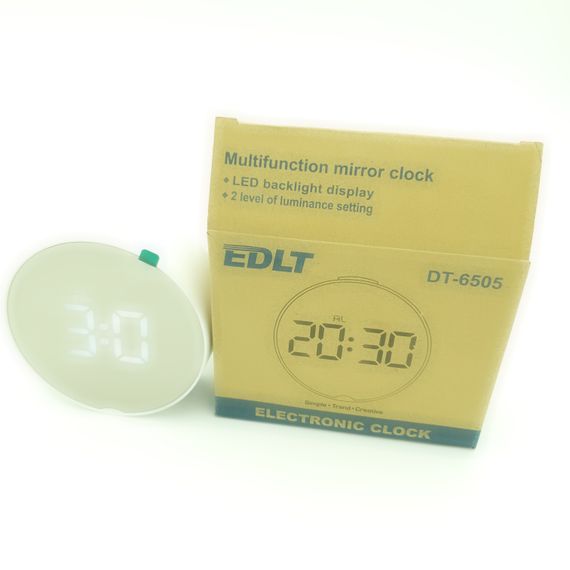 Multifunction mirror clock
◆ LED backlight display
◆ 2 level of luminance setting
EDLT
DT-6505
AL
20:30
Simple • Trend • Creative
ELECTRONIC CLOCK
3:0